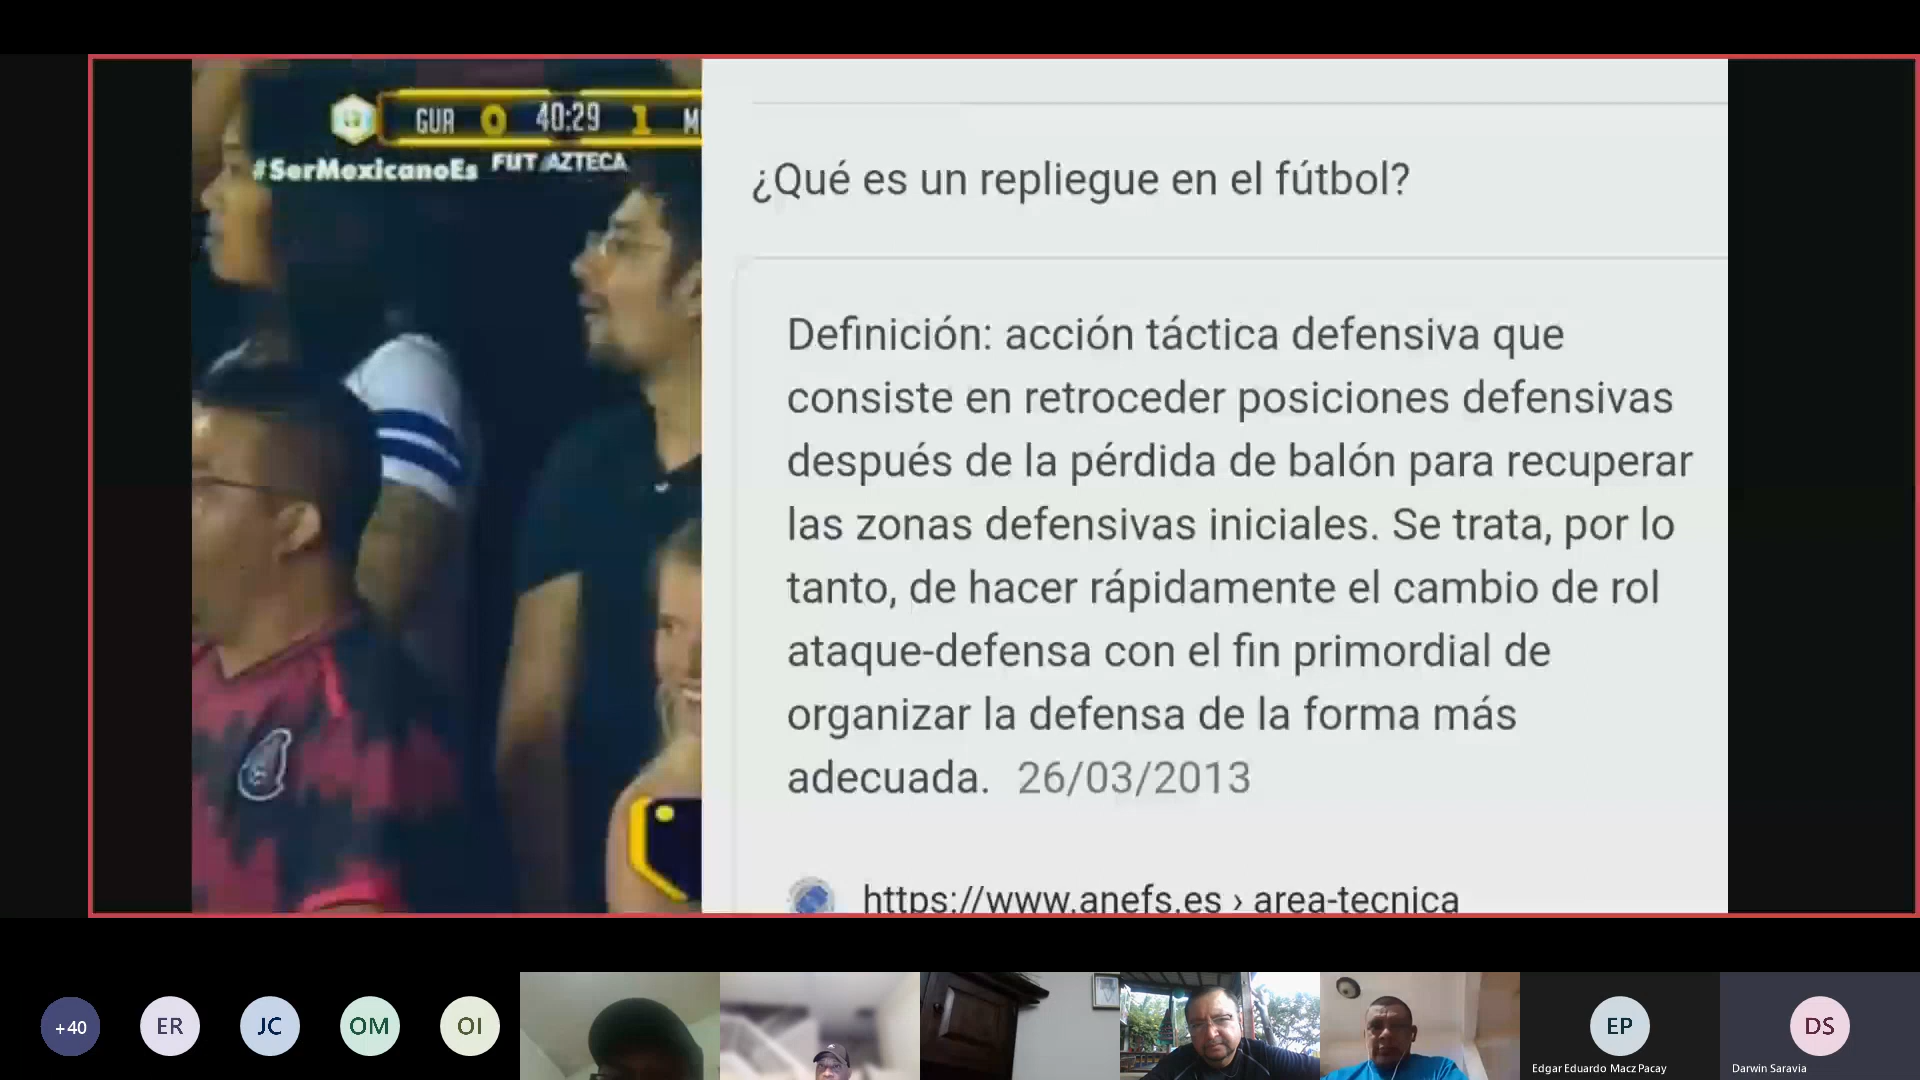 GUR 0 40:29 1 M
#SerMexicanoEs FUT AZTECA
¿Qué es un repliegue en el fútbol?
Definición: acción táctica defensiva que
consiste en retroceder posiciones defensivas
después de la pérdida de balón para recuperar
las zonas defensivas iniciales. Se trata, por lo
tanto, de hacer rápidamente el cambio de rol
ataque-defensa con el fin primordial de
organizar la defensa de la forma más
adecuada. 26/03/2013
https://www.anefs.es › area-tecnica
+40 ER JC OM OI EP DS
Edgar Eduardo Macz Pacay Darwin Saravia